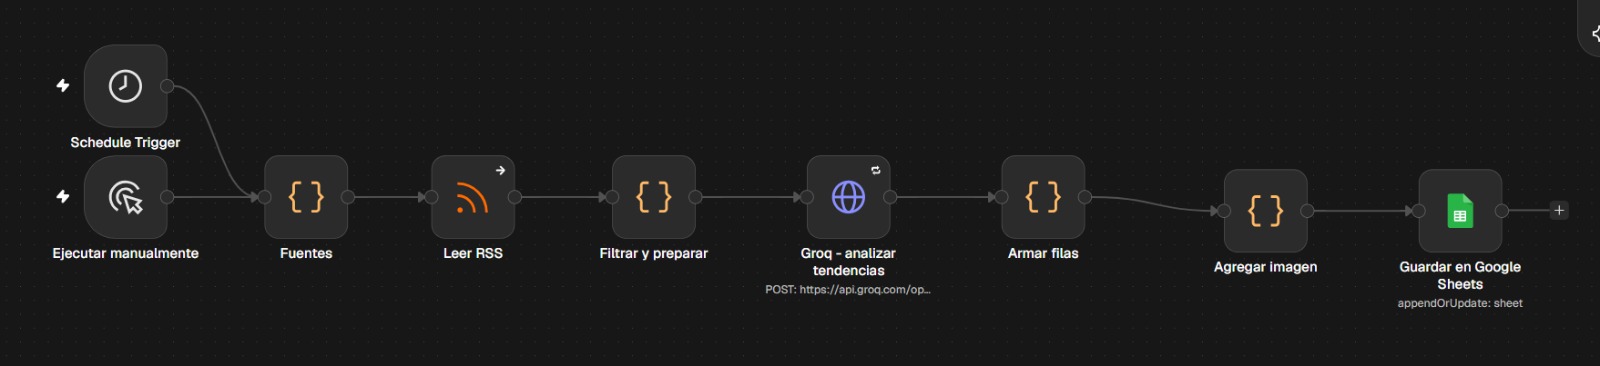 Schedule Trigger
Ejecutar manualmente
Fuentes
Leer RSS
Filtrar y preparar
Groq - analizar
tendencias
POST: https://api.groq.com/op...
Armar filas
Agregar imagen
Guardar en Google
Sheets
appendOrUpdate: sheet